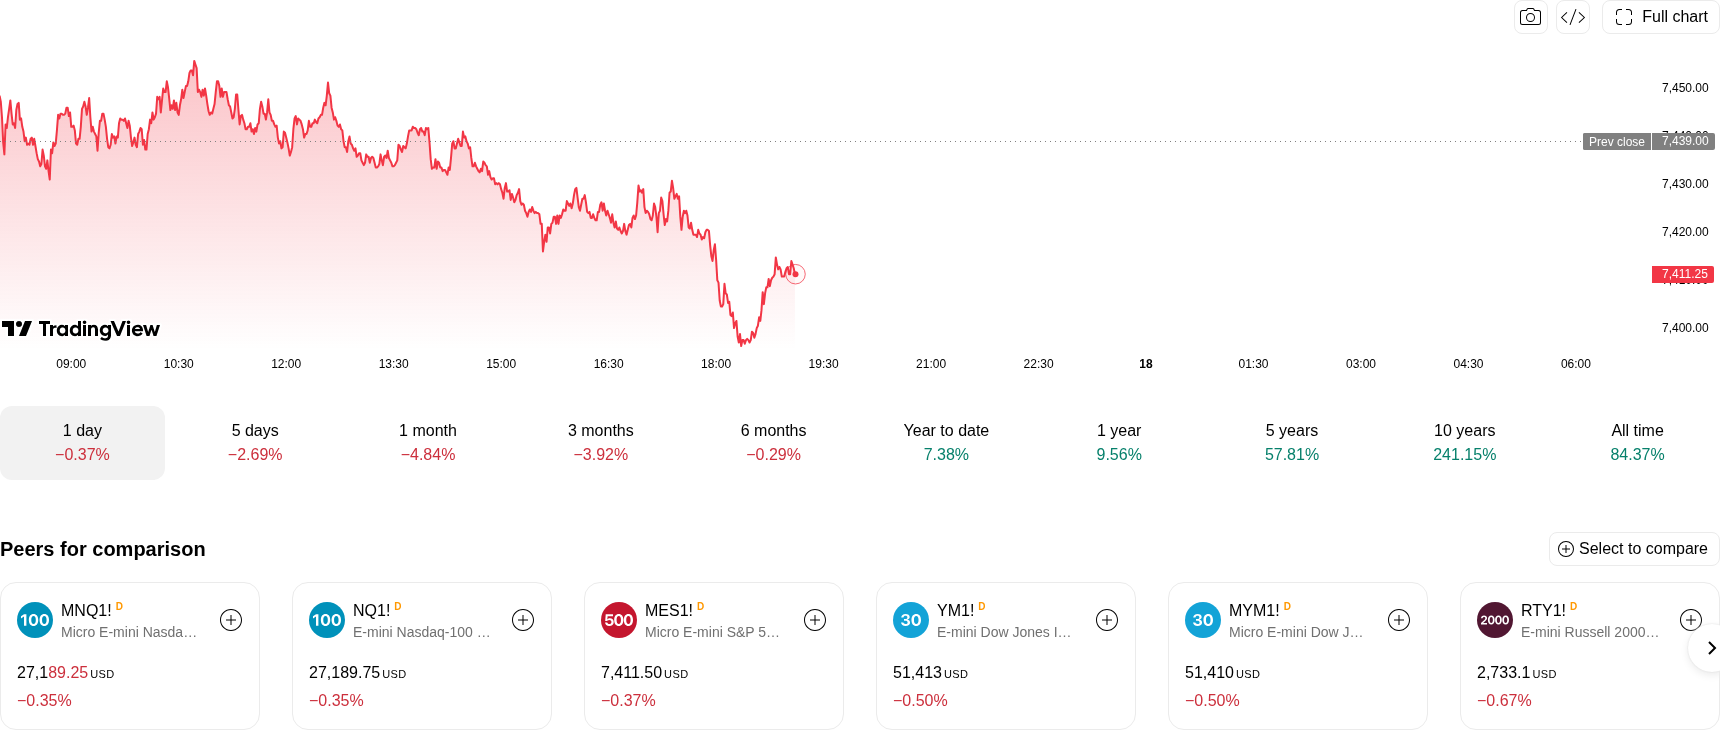 Full chart
7,450.00
Prev close 7,439.00
7,430.00
7,420.00
7,411.25
7,400.00
TradingView
09:00 10:30 12:00 13:30 15:00 16:30 18:00 19:30 21:00 22:30 18 01:30 03:00 04:30 06:00
1 day 5 days 1 month 3 months 6 months Year to date 1 year 5 years 10 years All time
−0.37% −2.69% −4.84% −3.92% −0.29% 7.38% 9.56% 57.81% 241.15% 84.37%
Peers for comparison
Select to compare
100 MNQ1! D
Micro E-mini Nasda…
27,189.75 USD
−0.35%
100 NQ1! D
E-mini Nasdaq-100 …
27,189.75 USD
−0.35%
500 MES1! D
Micro E-mini S&P 5…
7,411.50 USD
−0.37%
30 YM1! D
E-mini Dow Jones I…
51,413 USD
−0.50%
30 MYM1! D
Micro E-mini Dow J…
51,410 USD
−0.50%
2000 RTY1! D
E-mini Russell 2000…
2,733.1 USD
−0.67%